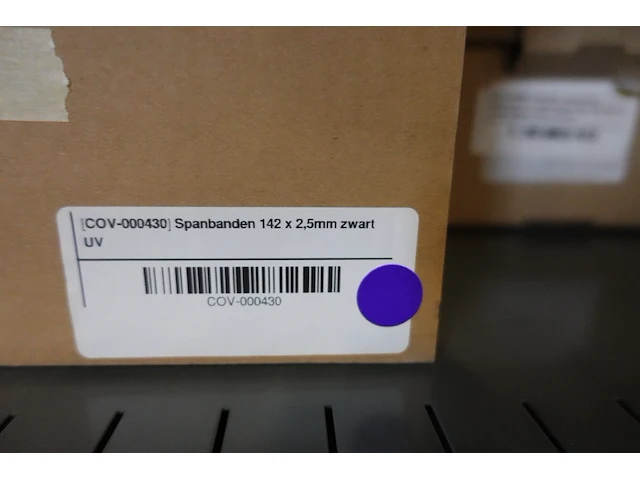 [COV-000430] Spanbanden 142 x 2,5mm zwart
UV
COV-000430